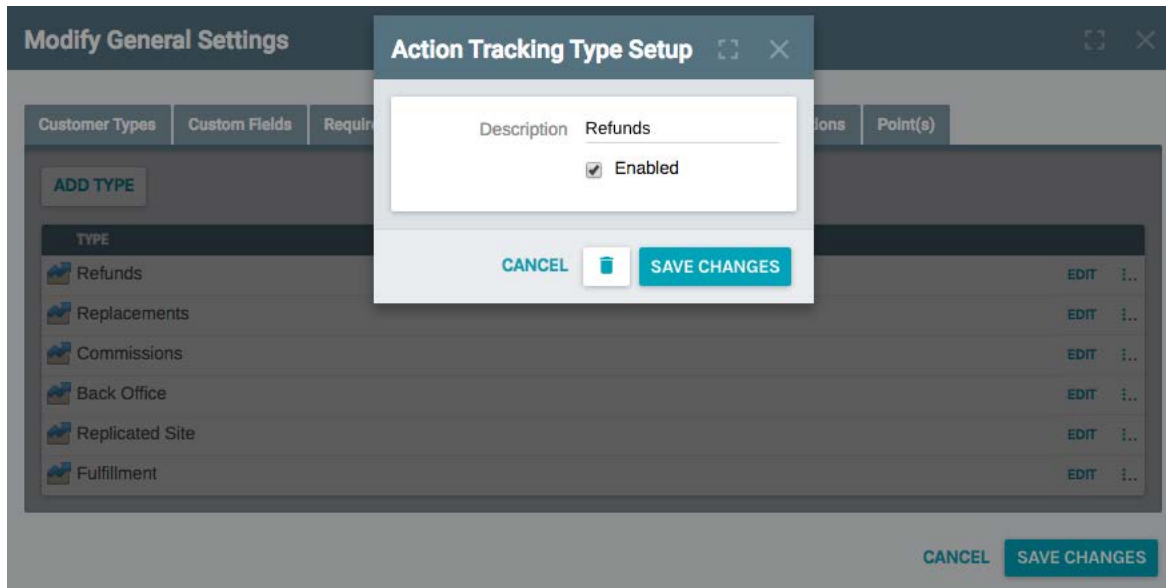 Modify General Settings
Action Tracking Type Setup
Customer Types
Custom Fields
Point(s)
Description Refunds
Enabled
ADD TYPE
TYPE
CANCEL
SAVE CHANGES
Refunds EDIT
Replacements EDIT
Commissions EDIT
Back Office EDIT
Replicated Site EDIT
Fulfillment EDIT
CANCEL SAVE CHANGES